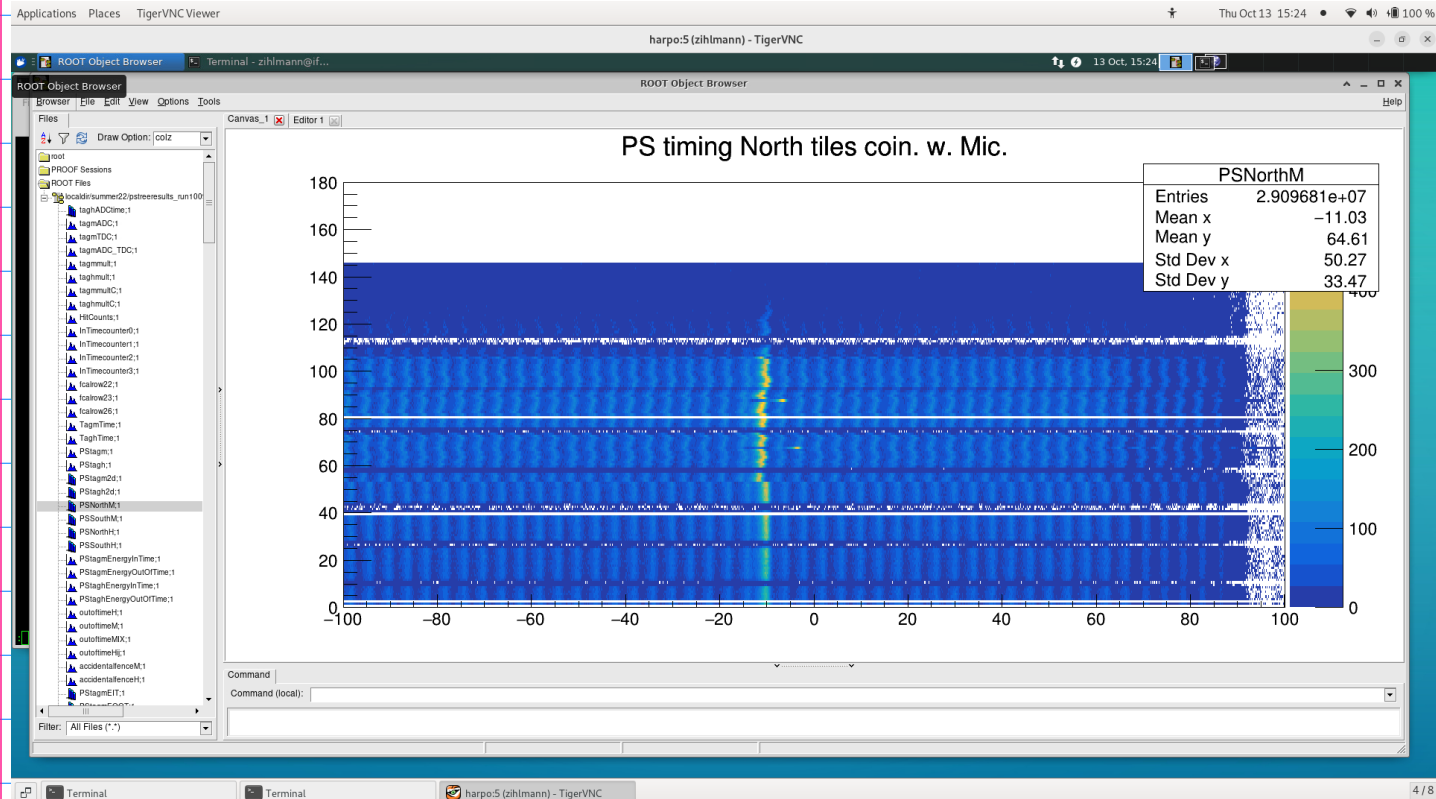 Applications Places TigerVNC Viewer Thu Oct 13 15:24 100 %
harpo:5 (zihlmann) - TigerVNC
ROOT Object Browser Terminal - zihlmann@if... 13 Oct, 15:24
ROOT Object Browser
ROOT Object Browser
Browser File Edit View Options Tools Help
Files
Canvas_1 Editor 1
Draw Option: colz
root
PROOF Sessions
ROOT Files
localdir/summer22/pstreeresults_run100
taghADCtime;1
tagmADC;1
tagmTDC;1
tagmADC_TDC;1
tagmmult;1
taghmult;1
tagmmultC;1
taghmultC;1
HitCounts;1
InTimecounter0;1
InTimecounter1;1
InTimecounter2;1
InTimecounter3;1
fcalrow22;1
fcalrow23;1
fcalrow26;1
TagmTime;1
TaghTime;1
PStagm;1
PStagh;1
PStagm2d;1
PStagh2d;1
PSNorthM;1
PSSouthM;1
PSNorthH;1
PSSouthH;1
PStagmEnergyInTime;1
PStagmEnergyOutOfTime;1
PStaghEnergyInTime;1
PStaghEnergyOutOfTime;1
outoftimeH;1
outoftimeM;1
outoftimeMIX;1
outoftimeHij;1
accidentalfenceM;1
accidentalfenceH;1
PStagmEIT;1
Filter: All Files (*.*)
PS timing North tiles coin. w. Mic.
PSNorthM
Entries 2.909681e+07
Mean x −11.03
Mean y 64.61
Std Dev x 50.27
Std Dev y 33.47
180
160
140
120
100
80
60
40
20
0
−100 −80 −60 −40 −20 0 20 40 60 80 100
400
300
200
100
0
Command
Command (local):
Terminal Terminal harpo:5 (zihlmann) - TigerVNC 4 / 8